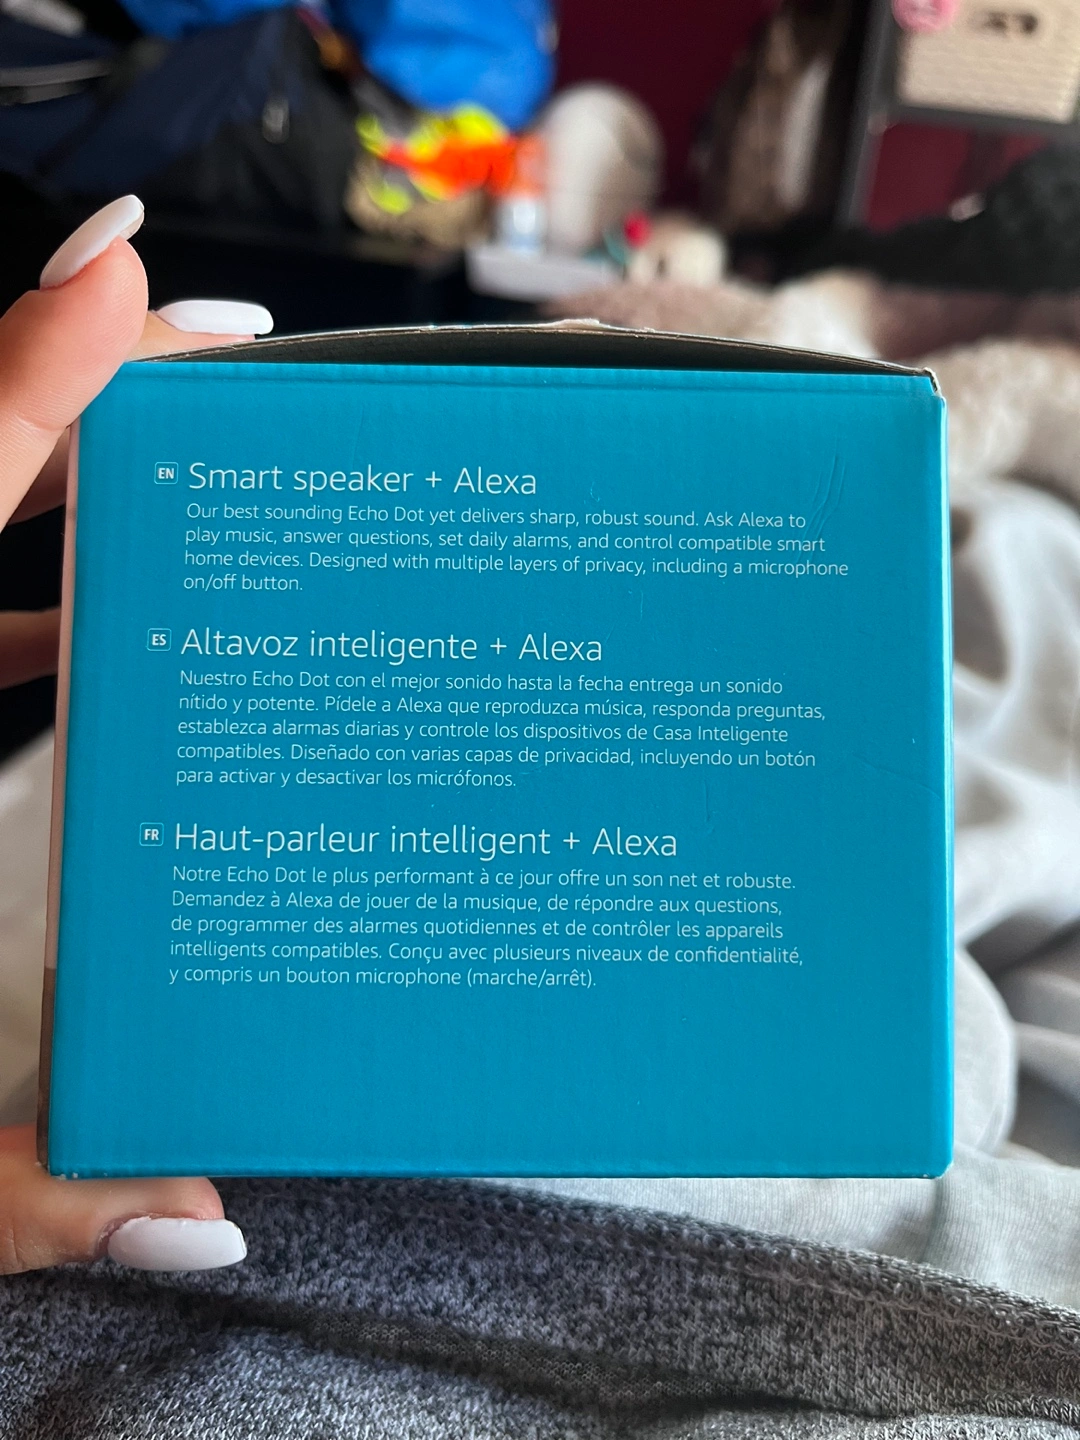 EN Smart speaker + Alexa
Our best sounding Echo Dot yet delivers sharp, robust sound. Ask Alexa to
play music, answer questions, set daily alarms, and control compatible smart
home devices. Designed with multiple layers of privacy, including a microphone
on/off button.
ES Altavoz inteligente + Alexa
Nuestro Echo Dot con el mejor sonido hasta la fecha entrega un sonido
nítido y potente. Pídele a Alexa que reproduzca música, responda preguntas,
establezca alarmas diarias y controle los dispositivos de Casa Inteligente
compatibles. Diseñado con varias capas de privacidad, incluyendo un botón
para activar y desactivar los micrófonos.
FR Haut-parleur intelligent + Alexa
Notre Echo Dot le plus performant à ce jour offre un son net et robuste.
Demandez à Alexa de jouer de la musique, de répondre aux questions,
de programmer des alarmes quotidiennes et de contrôler les appareils
intelligents compatibles. Conçu avec plusieurs niveaux de confidentialité,
y compris un bouton microphone (marche/arrêt).